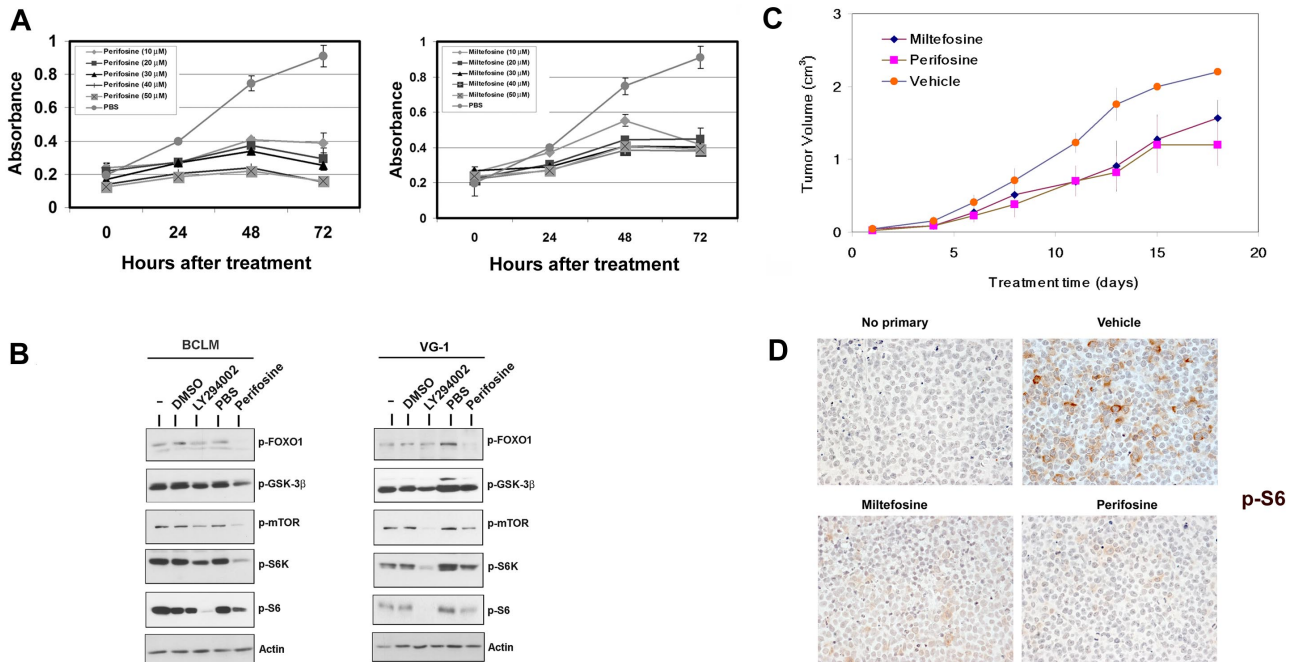 A
Absorbance
1
0.8
0.6
0.4
0.2
0
Perifosine (10 µM)
Perifosine (20 µM)
Perifosine (30 µM)
Perifosine (40 µM)
Perifosine (50 µM)
PBS
0 24 48 72
Hours after treatment
Absorbance
1
0.8
0.6
0.4
0.2
0
Miltefosine (10 µM)
Miltefosine (20 µM)
Miltefosine (30 µM)
Miltefosine (40 µM)
Miltefosine (50 µM)
PBS
0 24 48 72
Hours after treatment
C
Tumor Volume (cm³)
3
2
1
0
Miltefosine
Perifosine
Vehicle
0 5 10 15 20
Treatment time (days)
B
BCLM
– DMSO LY294002 PBS Perifosine
p-FOXO1
p-GSK-3β
p-mTOR
p-S6K
p-S6
Actin
VG-1
– DMSO LY294002 PBS Perifosine
p-FOXO1
p-GSK-3β
p-mTOR
p-S6K
p-S6
Actin
D
No primary
Vehicle
Miltefosine
Perifosine
p-S6